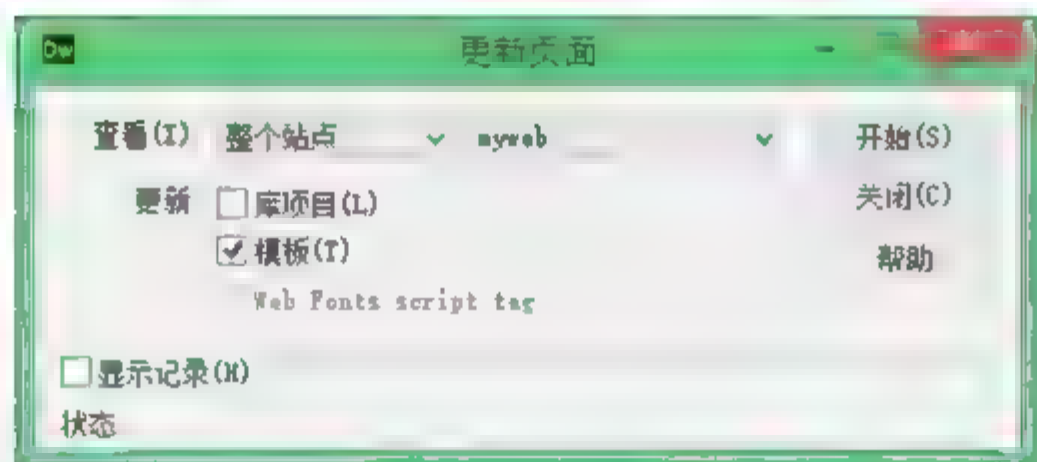 Dw 更新页面
查看(I) 整个站点 myweb 开始(S)
更新 库项目(L) 关闭(C)
模板(T) 帮助
Web Fonts script tag
显示记录(H)
状态